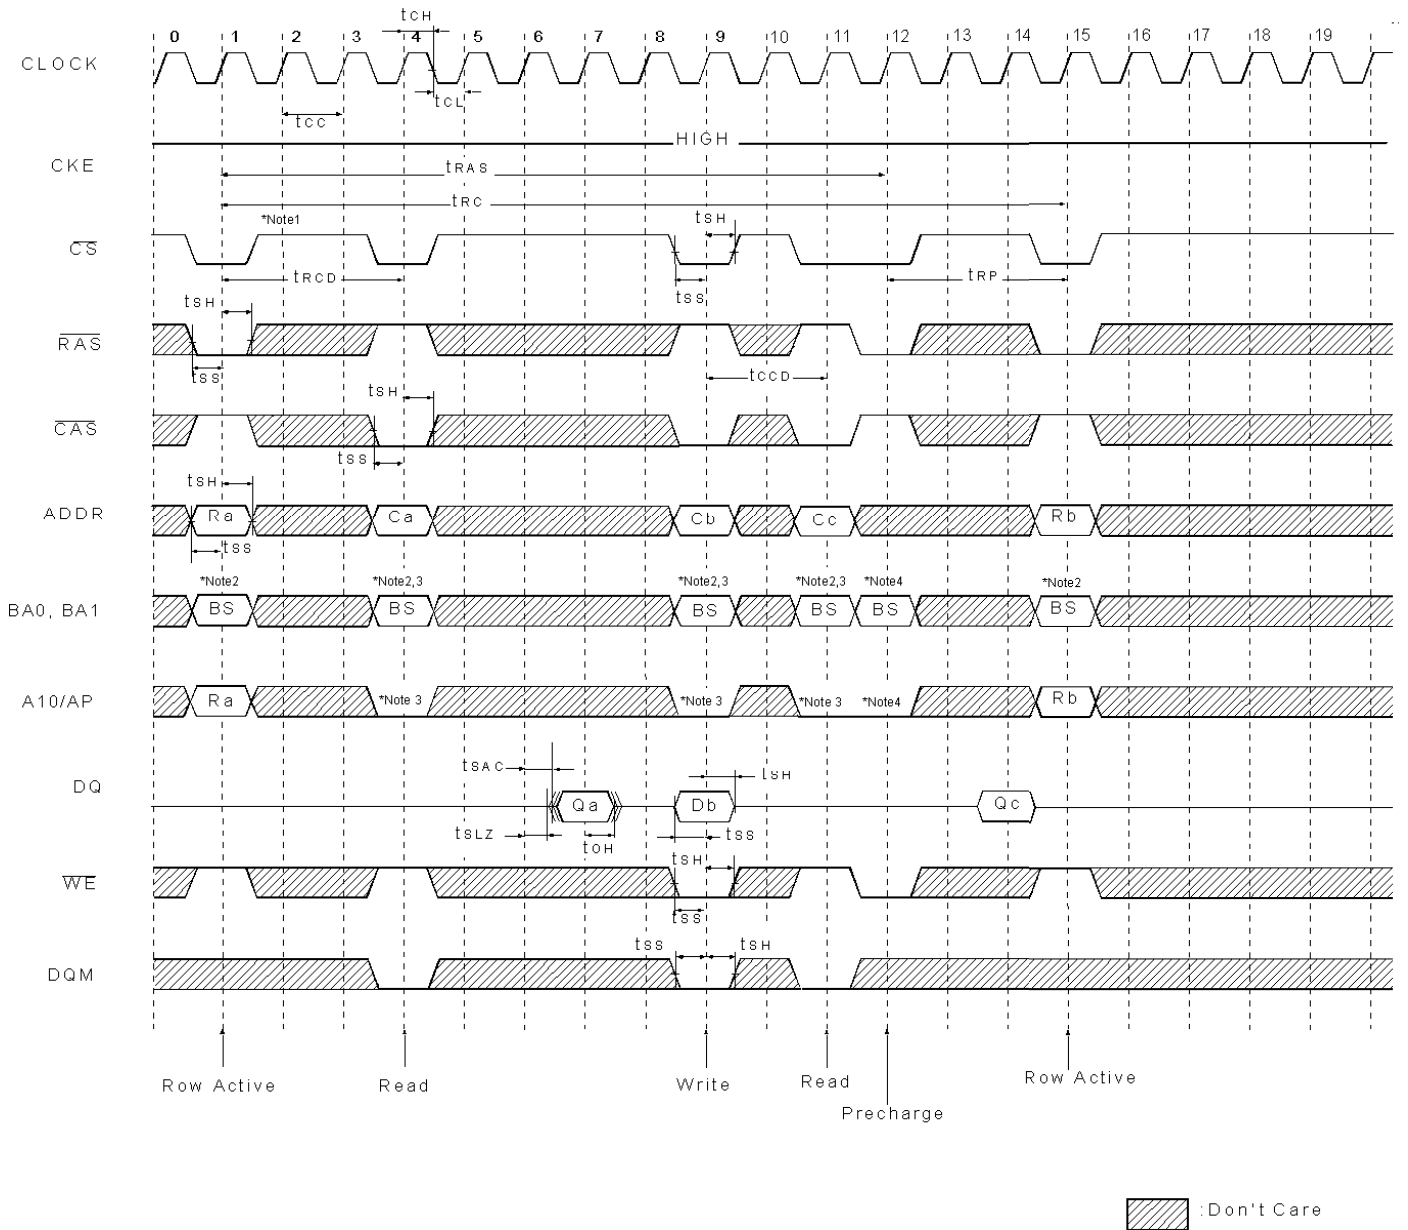 tCH
0 1 2 3 4 5 6 7 8 9 10 11 12 13 14 15 16 17 18 19
CLOCK
tCL
tCC
HIGH
CKE
tRAS
tRC
*Note1
tSH
CS
tRCD
tRP
tSS
tSH
RAS
tSS
tCCD
tSH
CAS
tSS
tSH
ADDR
Ra Ca Cb Cc Rb
tSS
*Note2 *Note2,3 *Note2,3 *Note2,3 *Note4 *Note2
BA0, BA1
BS BS BS BS BS BS
A10/AP
Ra *Note 3 *Note 3 *Note 3 *Note4 Rb
tSAC
tSH
DQ
Qa Db Qc
tSLZ
tOH
tSS
tSH
WE
tSS
tSS
tSH
DQM
Row Active
Read
Write
Read
Row Active
Precharge
:Don't Care